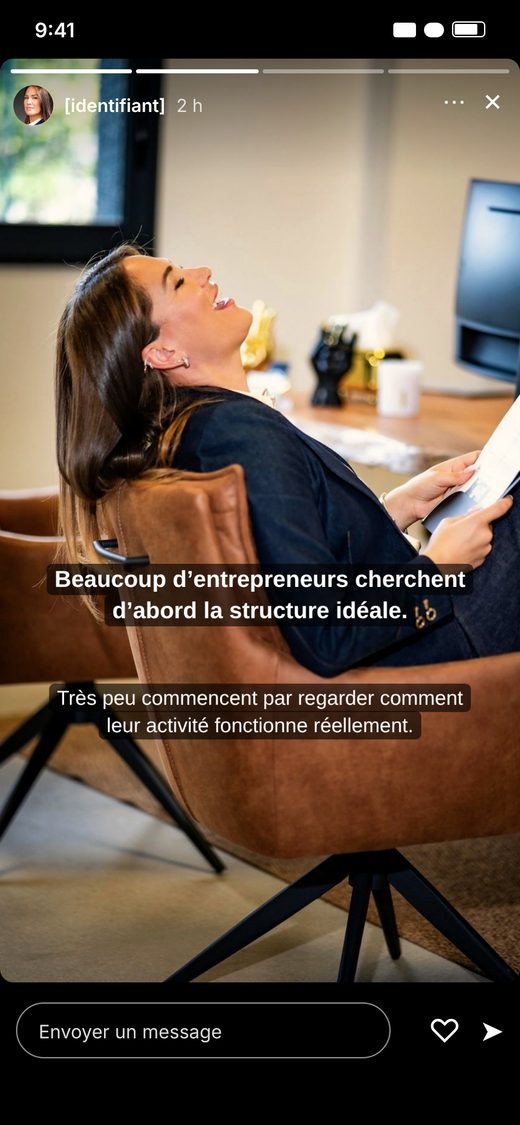 9:41
[identifiant] 2 h
Beaucoup d’entrepreneurs cherchent
d’abord la structure idéale.
Très peu commencent par regarder comment
leur activité fonctionne réellement.
Envoyer un message